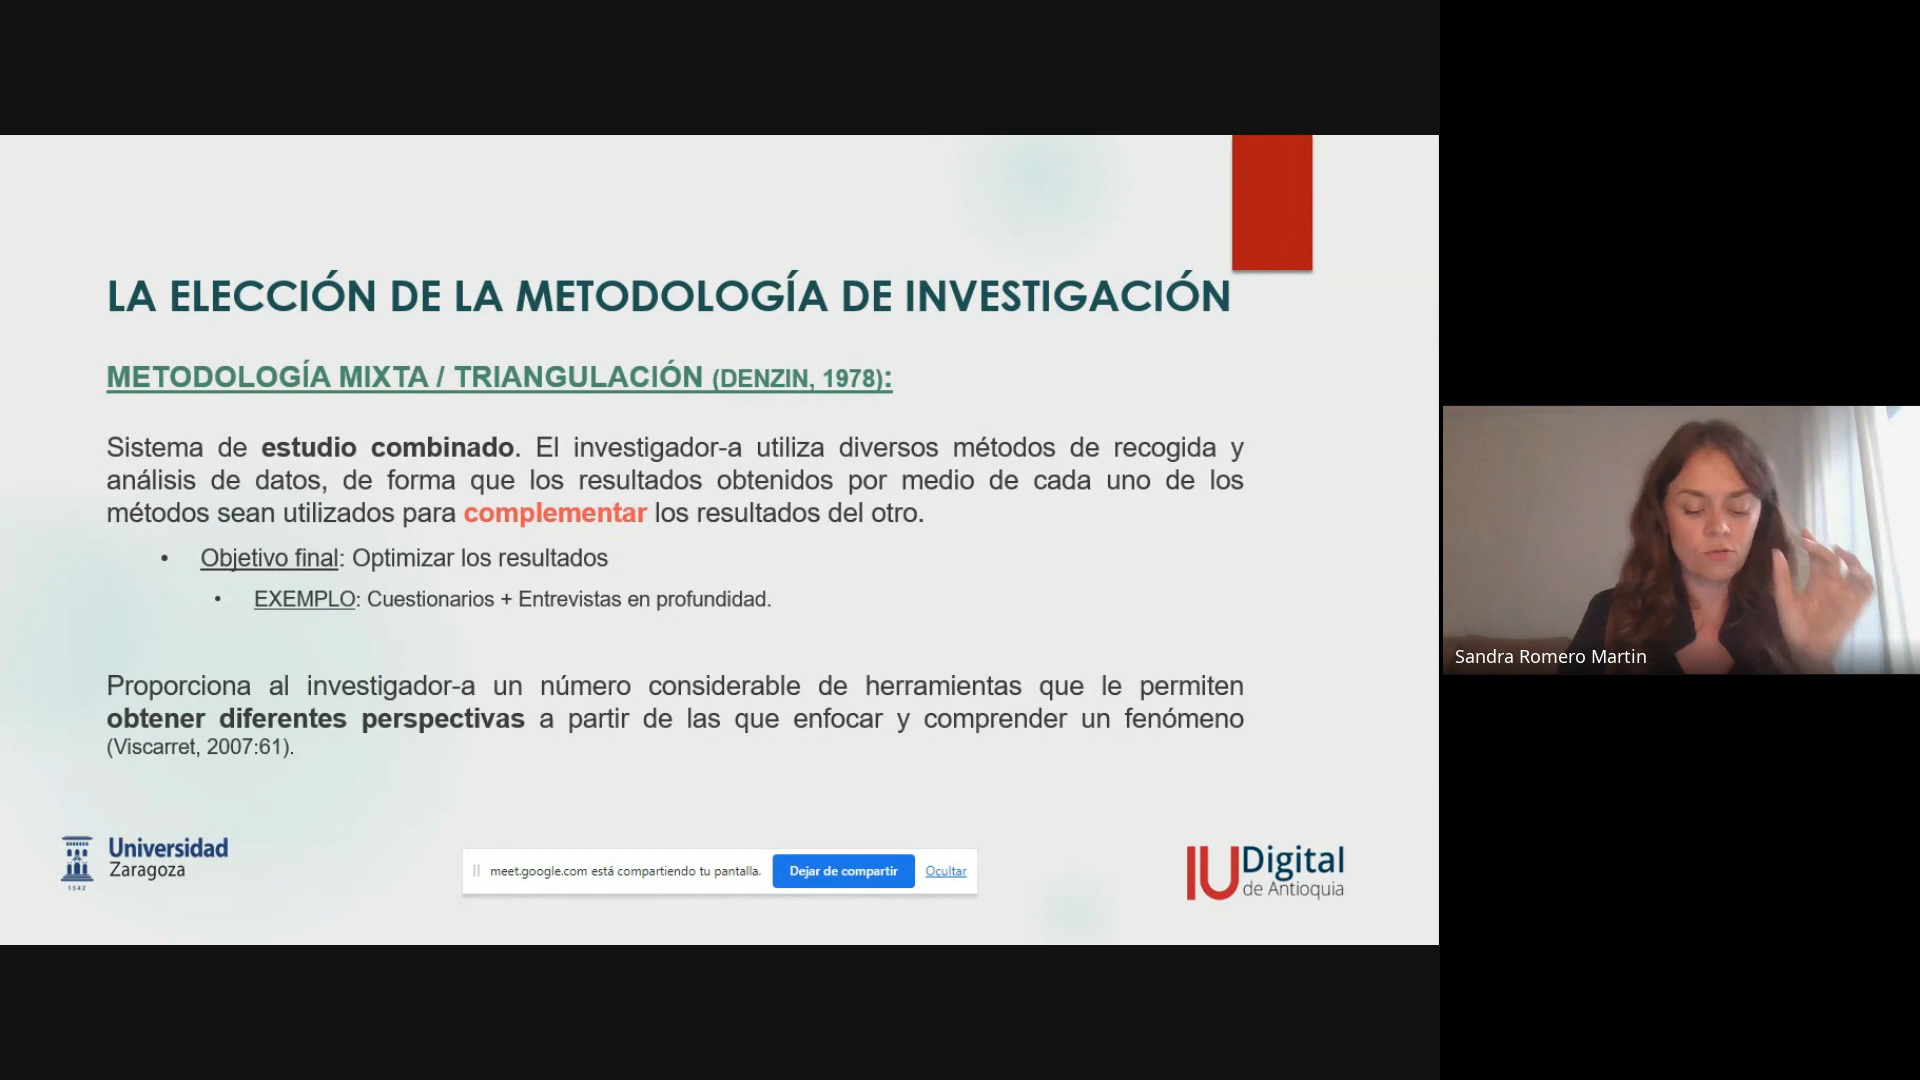 LA ELECCIÓN DE LA METODOLOGÍA DE INVESTIGACIÓN
METODOLOGÍA MIXTA / TRIANGULACIÓN (DENZIN, 1978):
Sistema de estudio combinado. El investigador-a utiliza diversos métodos de recogida y
análisis de datos, de forma que los resultados obtenidos por medio de cada uno de los
métodos sean utilizados para complementar los resultados del otro.
• Objetivo final: Optimizar los resultados
• EXEMPLO: Cuestionarios + Entrevistas en profundidad.
Proporciona al investigador-a un número considerable de herramientas que le permiten
obtener diferentes perspectivas a partir de las que enfocar y comprender un fenómeno
(Viscarret, 2007:61).
Universidad
Zaragoza
1542
meet.google.com está compartiendo tu pantalla. Dejar de compartir Ocultar
IU Digital
de Antioquia
Sandra Romero Martin